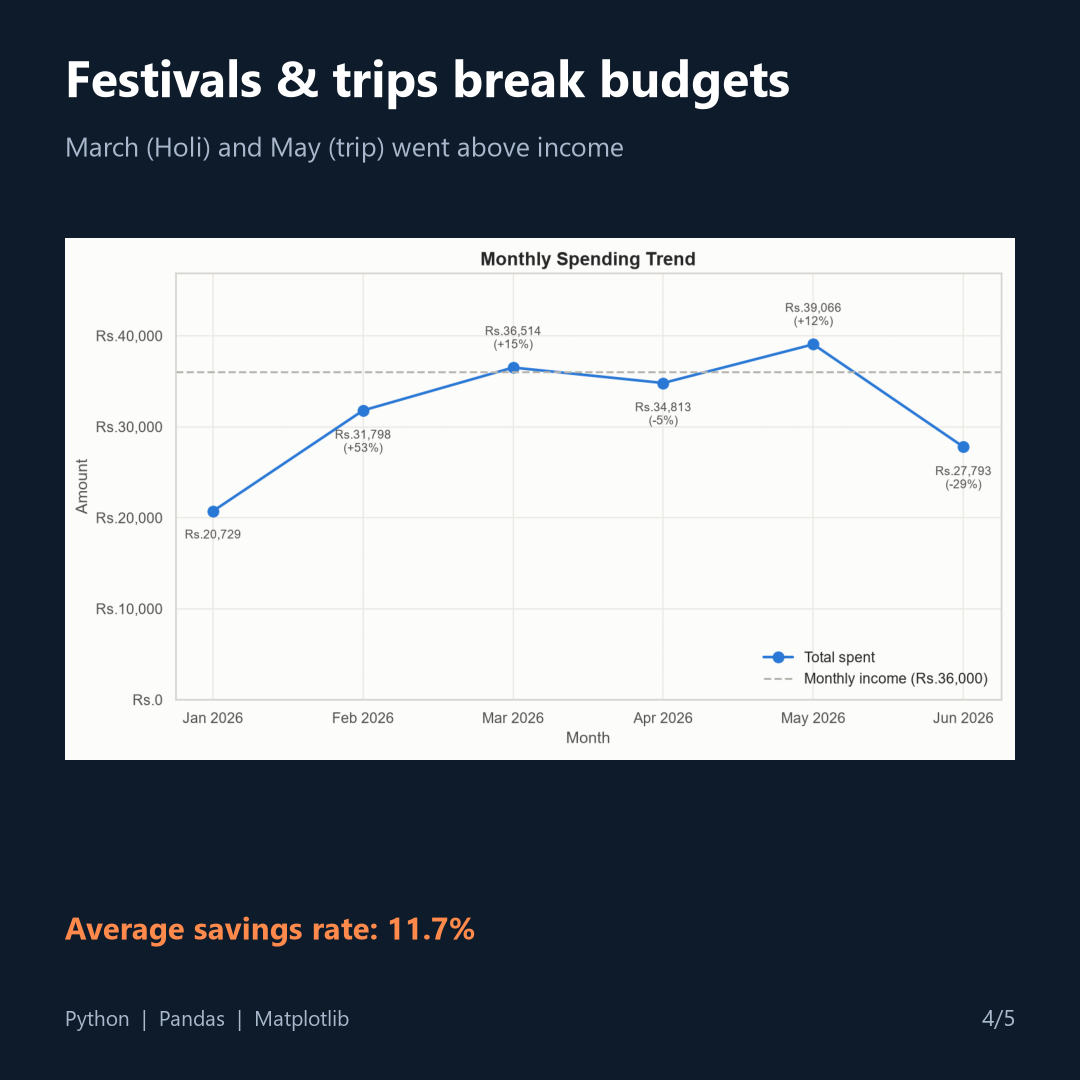 Festivals & trips break budgets
March (Holi) and May (trip) went above income
Monthly Spending Trend
Rs.40,000
Rs.30,000
Rs.20,000
Rs.10,000
Rs.0
Amount
Rs.20,729
Rs.31,798
(+53%)
Rs.36,514
(+15%)
Rs.34,813
(-5%)
Rs.39,066
(+12%)
Rs.27,793
(-29%)
Total spent
Monthly income (Rs.36,000)
Jan 2026
Feb 2026
Mar 2026
Apr 2026
May 2026
Jun 2026
Month
Average savings rate: 11.7%
Python | Pandas | Matplotlib
4/5